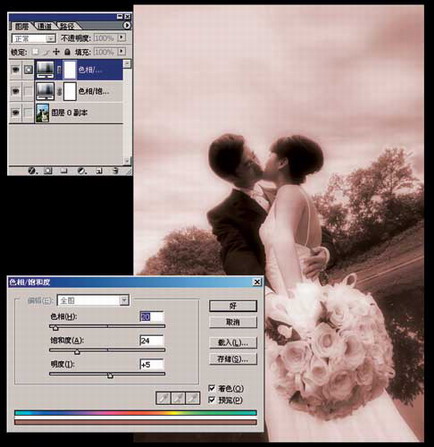 图层 通道 路径
正常 不透明度: 100%
锁定: 填充: 100%
色相/...
色相/饱...
图层 0 副本
色相/饱和度
编辑(E): 全图
好
色相(H): 20
取消
饱和度(A): 24
载入(L)...
存储(S)...
明度(I): +5
着色(O)
预览(P)